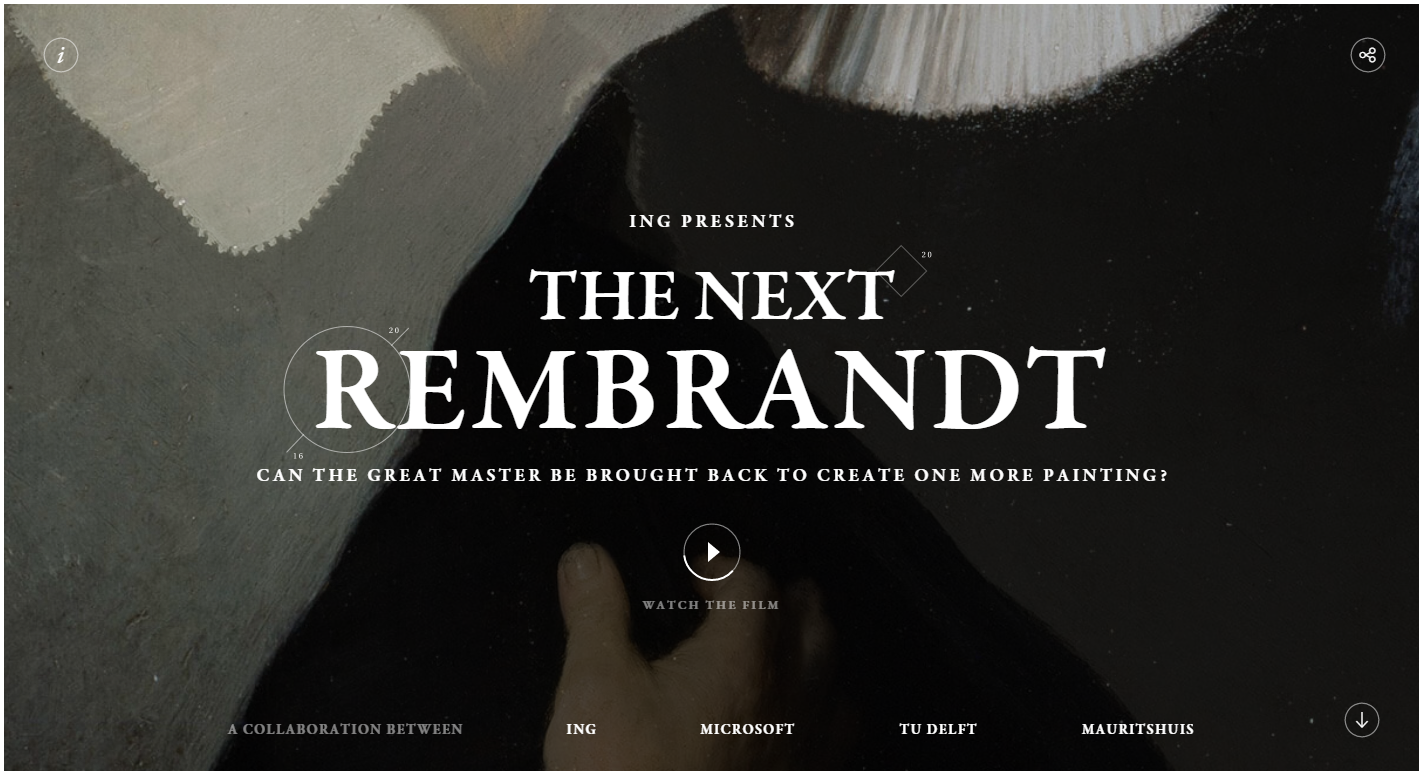 i
ING PRESENTS
20
THE NEXT
20
REMBRANDT
16
CAN THE GREAT MASTER BE BROUGHT BACK TO CREATE ONE MORE PAINTING?
WATCH THE FILM
A COLLABORATION BETWEEN ING MICROSOFT TU DELFT MAURITSHUIS